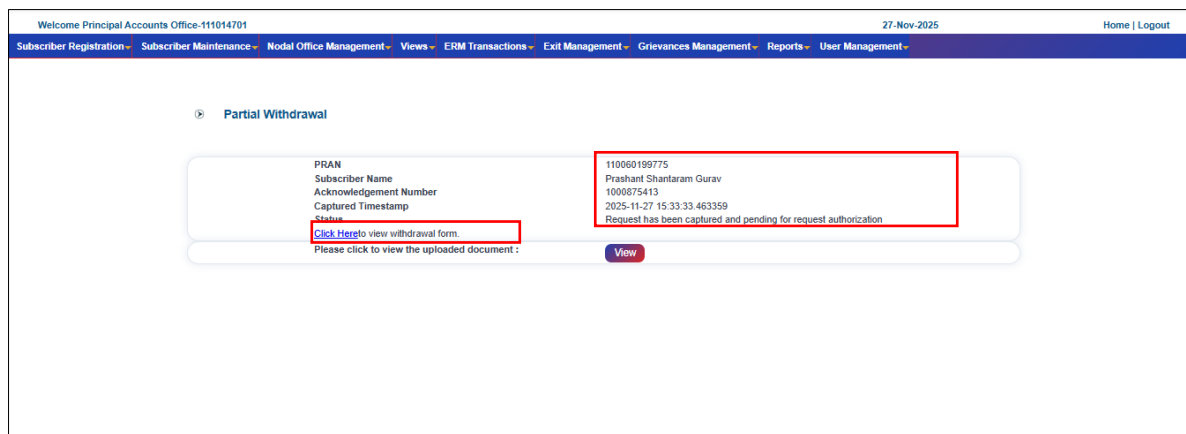 Welcome Principal Accounts Office-111014701 27-Nov-2025 Home | Logout
Subscriber Registration Subscriber Maintenance Nodal Office Management Views ERM Transactions Exit Management Grievances Management Reports User Management
Partial Withdrawal
PRAN 110060199775
Subscriber Name Prashant Shantaram Gurav
Acknowledgement Number 1000875413
Captured Timestamp 2025-11-27 15:33:33.463359
Status Request has been captured and pending for request authorization
Click Hereto view withdrawal form.
Please click to view the uploaded document : View